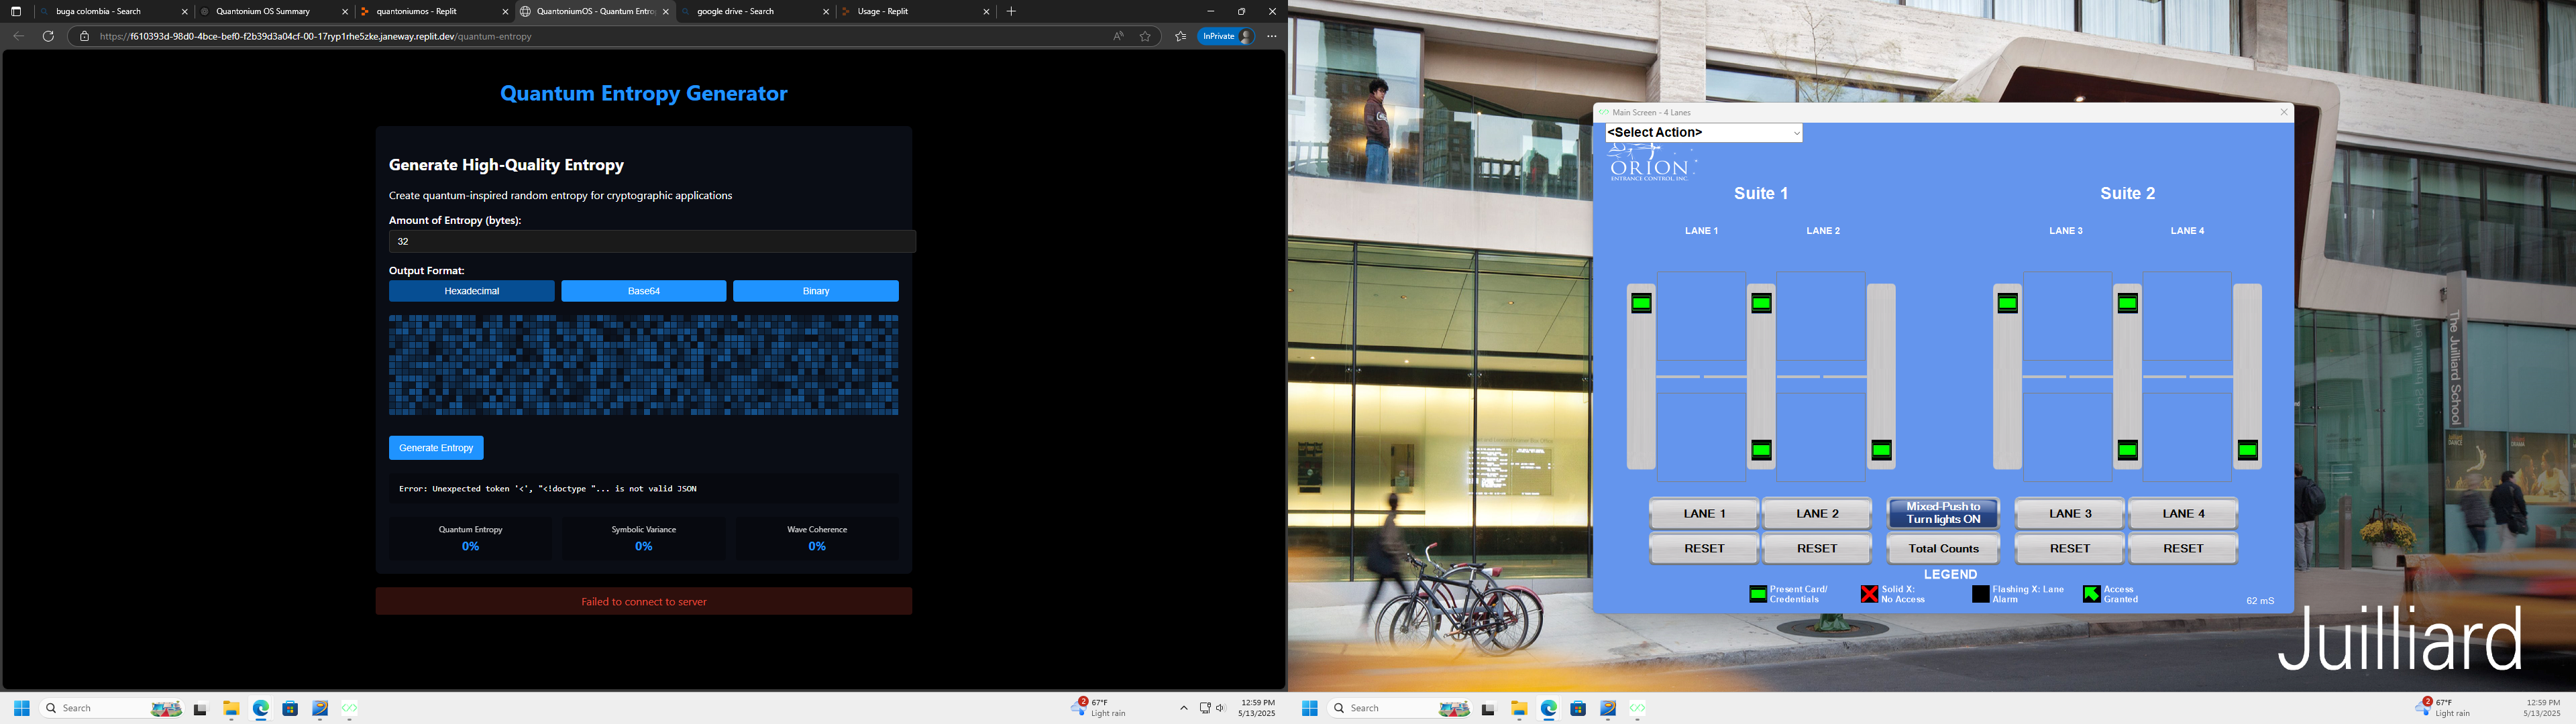 buga colombia - Search
Quantonium OS Summary
quantoniumos - Replit
QuantoniumOS - Quantum Entro
google drive - Search
Usage - Replit
https://f610393d-98d0-4bce-bef0-f2b39d3a04cf-00-17ryp1rhe5zke.janeway.replit.dev/quantum-entropy
InPrivate
Quantum Entropy Generator
Generate High-Quality Entropy
Create quantum-inspired random entropy for cryptographic applications
Amount of Entropy (bytes):
32
Output Format:
Hexadecimal
Base64
Binary
Generate Entropy
Error: Unexpected token '<', "<!doctype "... is not valid JSON
Quantum Entropy
0%
Symbolic Variance
0%
Wave Coherence
0%
Failed to connect to server
Search
2
67°F
Light rain
12:59 PM
5/13/2025
Main Screen - 4 Lanes
<Select Action>
ORION
ENTRANCE CONTROL, INC.
Suite 1
Suite 2
LANE 1
LANE 2
LANE 3
LANE 4
LANE 1
LANE 2
Mixed-Push to
Turn lights ON
LANE 3
LANE 4
RESET
RESET
Total Counts
RESET
RESET
LEGEND
Present Card/
Credentials
Solid X:
No Access
Flashing X: Lane
Alarm
Access
Granted
62 mS
The Juilliard School
Juilliard
Search
2
67°F
Light rain
12:59 PM
5/13/2025